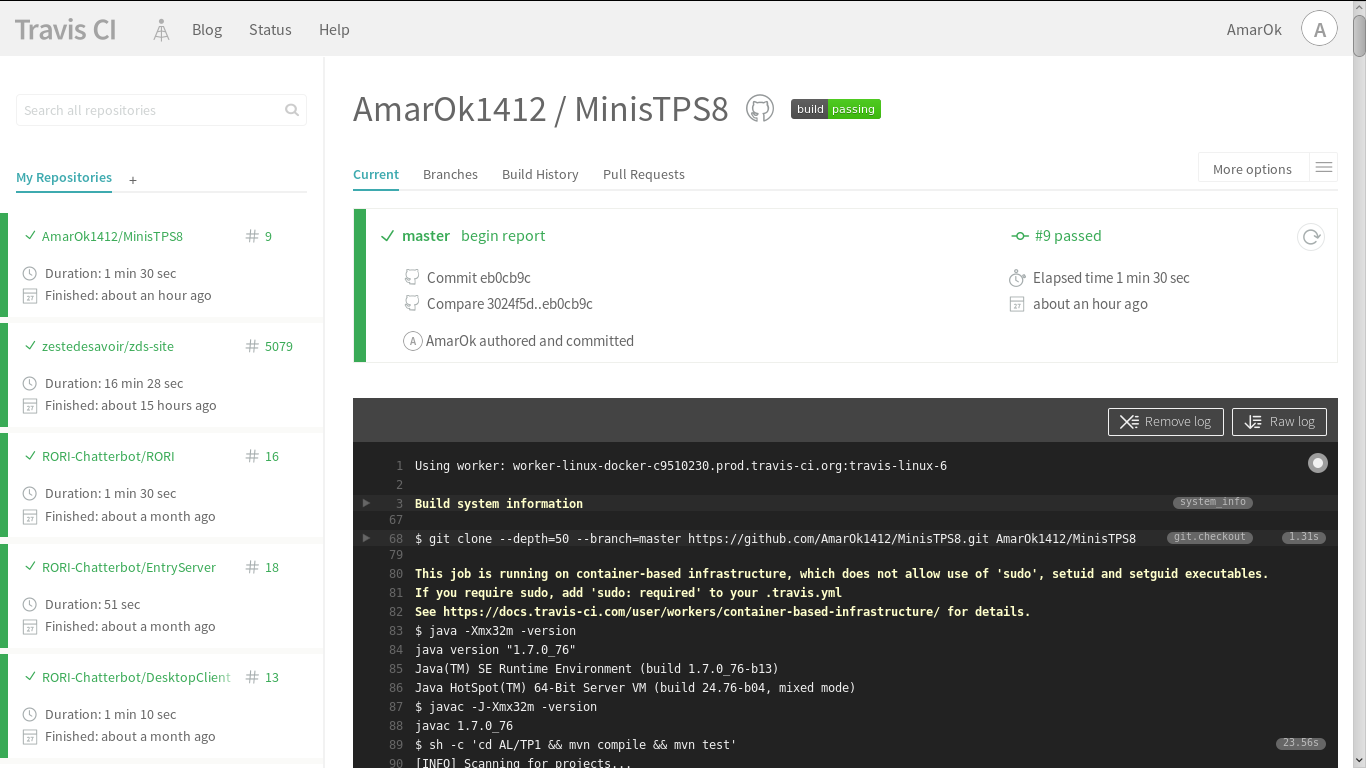 Travis CI Blog Status Help AmarOk A
Search all repositories
My Repositories +
AmarOk1412/MinisTPS8 # 9
Duration: 1 min 30 sec
Finished: about an hour ago
zestedesavoir/zds-site # 5079
Duration: 16 min 28 sec
Finished: about 15 hours ago
RORI-Chatterbot/RORI # 16
Duration: 1 min 30 sec
Finished: about a month ago
RORI-Chatterbot/EntryServer # 18
Duration: 51 sec
Finished: about a month ago
RORI-Chatterbot/DesktopClient # 13
Duration: 1 min 10 sec
Finished: about a month ago
AmarOk1412 / MinisTPS8 build passing
Current Branches Build History Pull Requests More options
master begin report #9 passed
Commit eb0cb9c Elapsed time 1 min 30 sec
Compare 3024f5d..eb0cb9c about an hour ago
A AmarOk authored and committed
Remove log Raw log
1 Using worker: worker-linux-docker-c9510230.prod.travis-ci.org:travis-linux-6
2
3 Build system information system_info
67
68 $ git clone --depth=50 --branch=master https://github.com/AmarOk1412/MinisTPS8.git AmarOk1412/MinisTPS8 git.checkout 1.31s
79
80 This job is running on container-based infrastructure, which does not allow use of 'sudo', setuid and setguid executables.
81 If you require sudo, add 'sudo: required' to your .travis.yml
82 See https://docs.travis-ci.com/user/workers/container-based-infrastructure/ for details.
83 $ java -Xmx32m -version
84 java version "1.7.0_76"
85 Java(TM) SE Runtime Environment (build 1.7.0_76-b13)
86 Java HotSpot(TM) 64-Bit Server VM (build 24.76-b04, mixed mode)
87 $ javac -J-Xmx32m -version
88 javac 1.7.0_76
89 $ sh -c 'cd AL/TP1 && mvn compile && mvn test' 23.56s
90 [INFO] Scanning for projects...